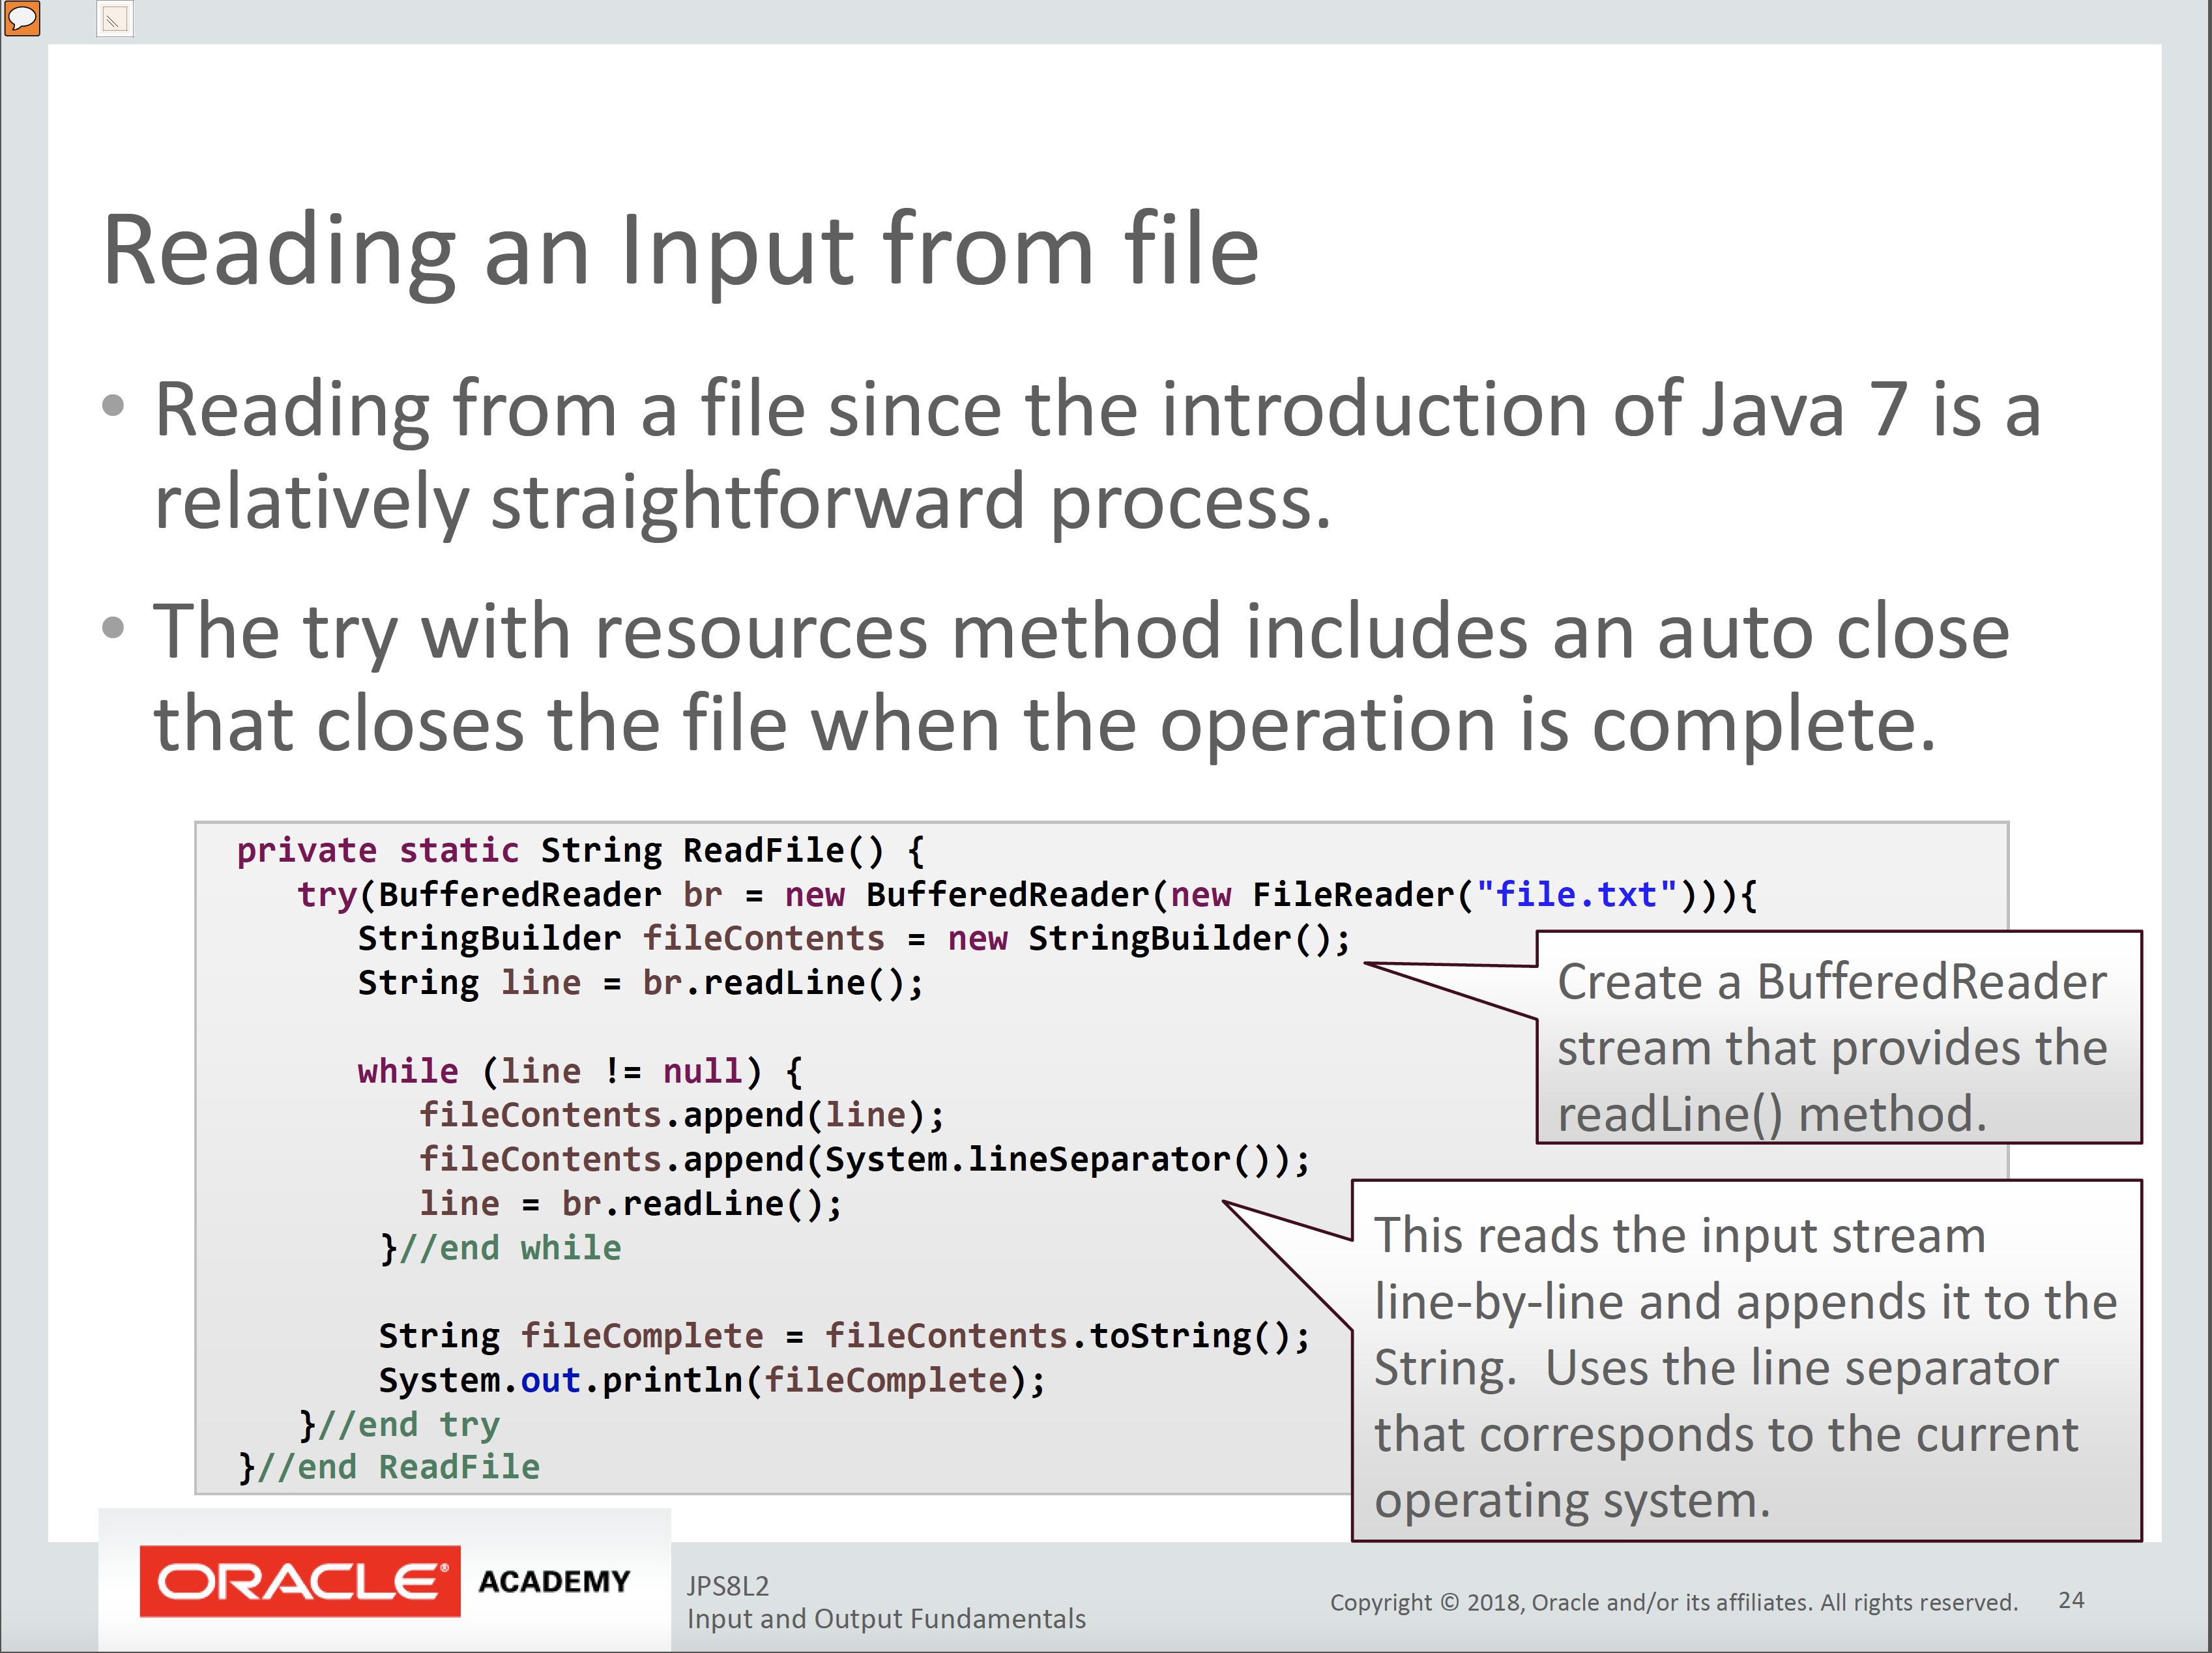 Reading an Input from file
• Reading from a file since the introduction of Java 7 is a
relatively straightforward process.
• The try with resources method includes an auto close
that closes the file when the operation is complete.
private static String ReadFile() {
try(BufferedReader br = new BufferedReader(new FileReader("file.txt"))){
StringBuilder fileContents = new StringBuilder();
String line = br.readLine();
while (line != null) {
fileContents.append(line);
fileContents.append(System.lineSeparator());
line = br.readLine();
}//end while
String fileComplete = fileContents.toString();
System.out.println(fileComplete);
}//end try
}//end ReadFile
Create a BufferedReader
stream that provides the
readLine() method.
This reads the input stream
line-by-line and appends it to the
String. Uses the line separator
that corresponds to the current
operating system.
ORACLE® ACADEMY
JPS8L2
Input and Output Fundamentals
Copyright © 2018, Oracle and/or its affiliates. All rights reserved. 24